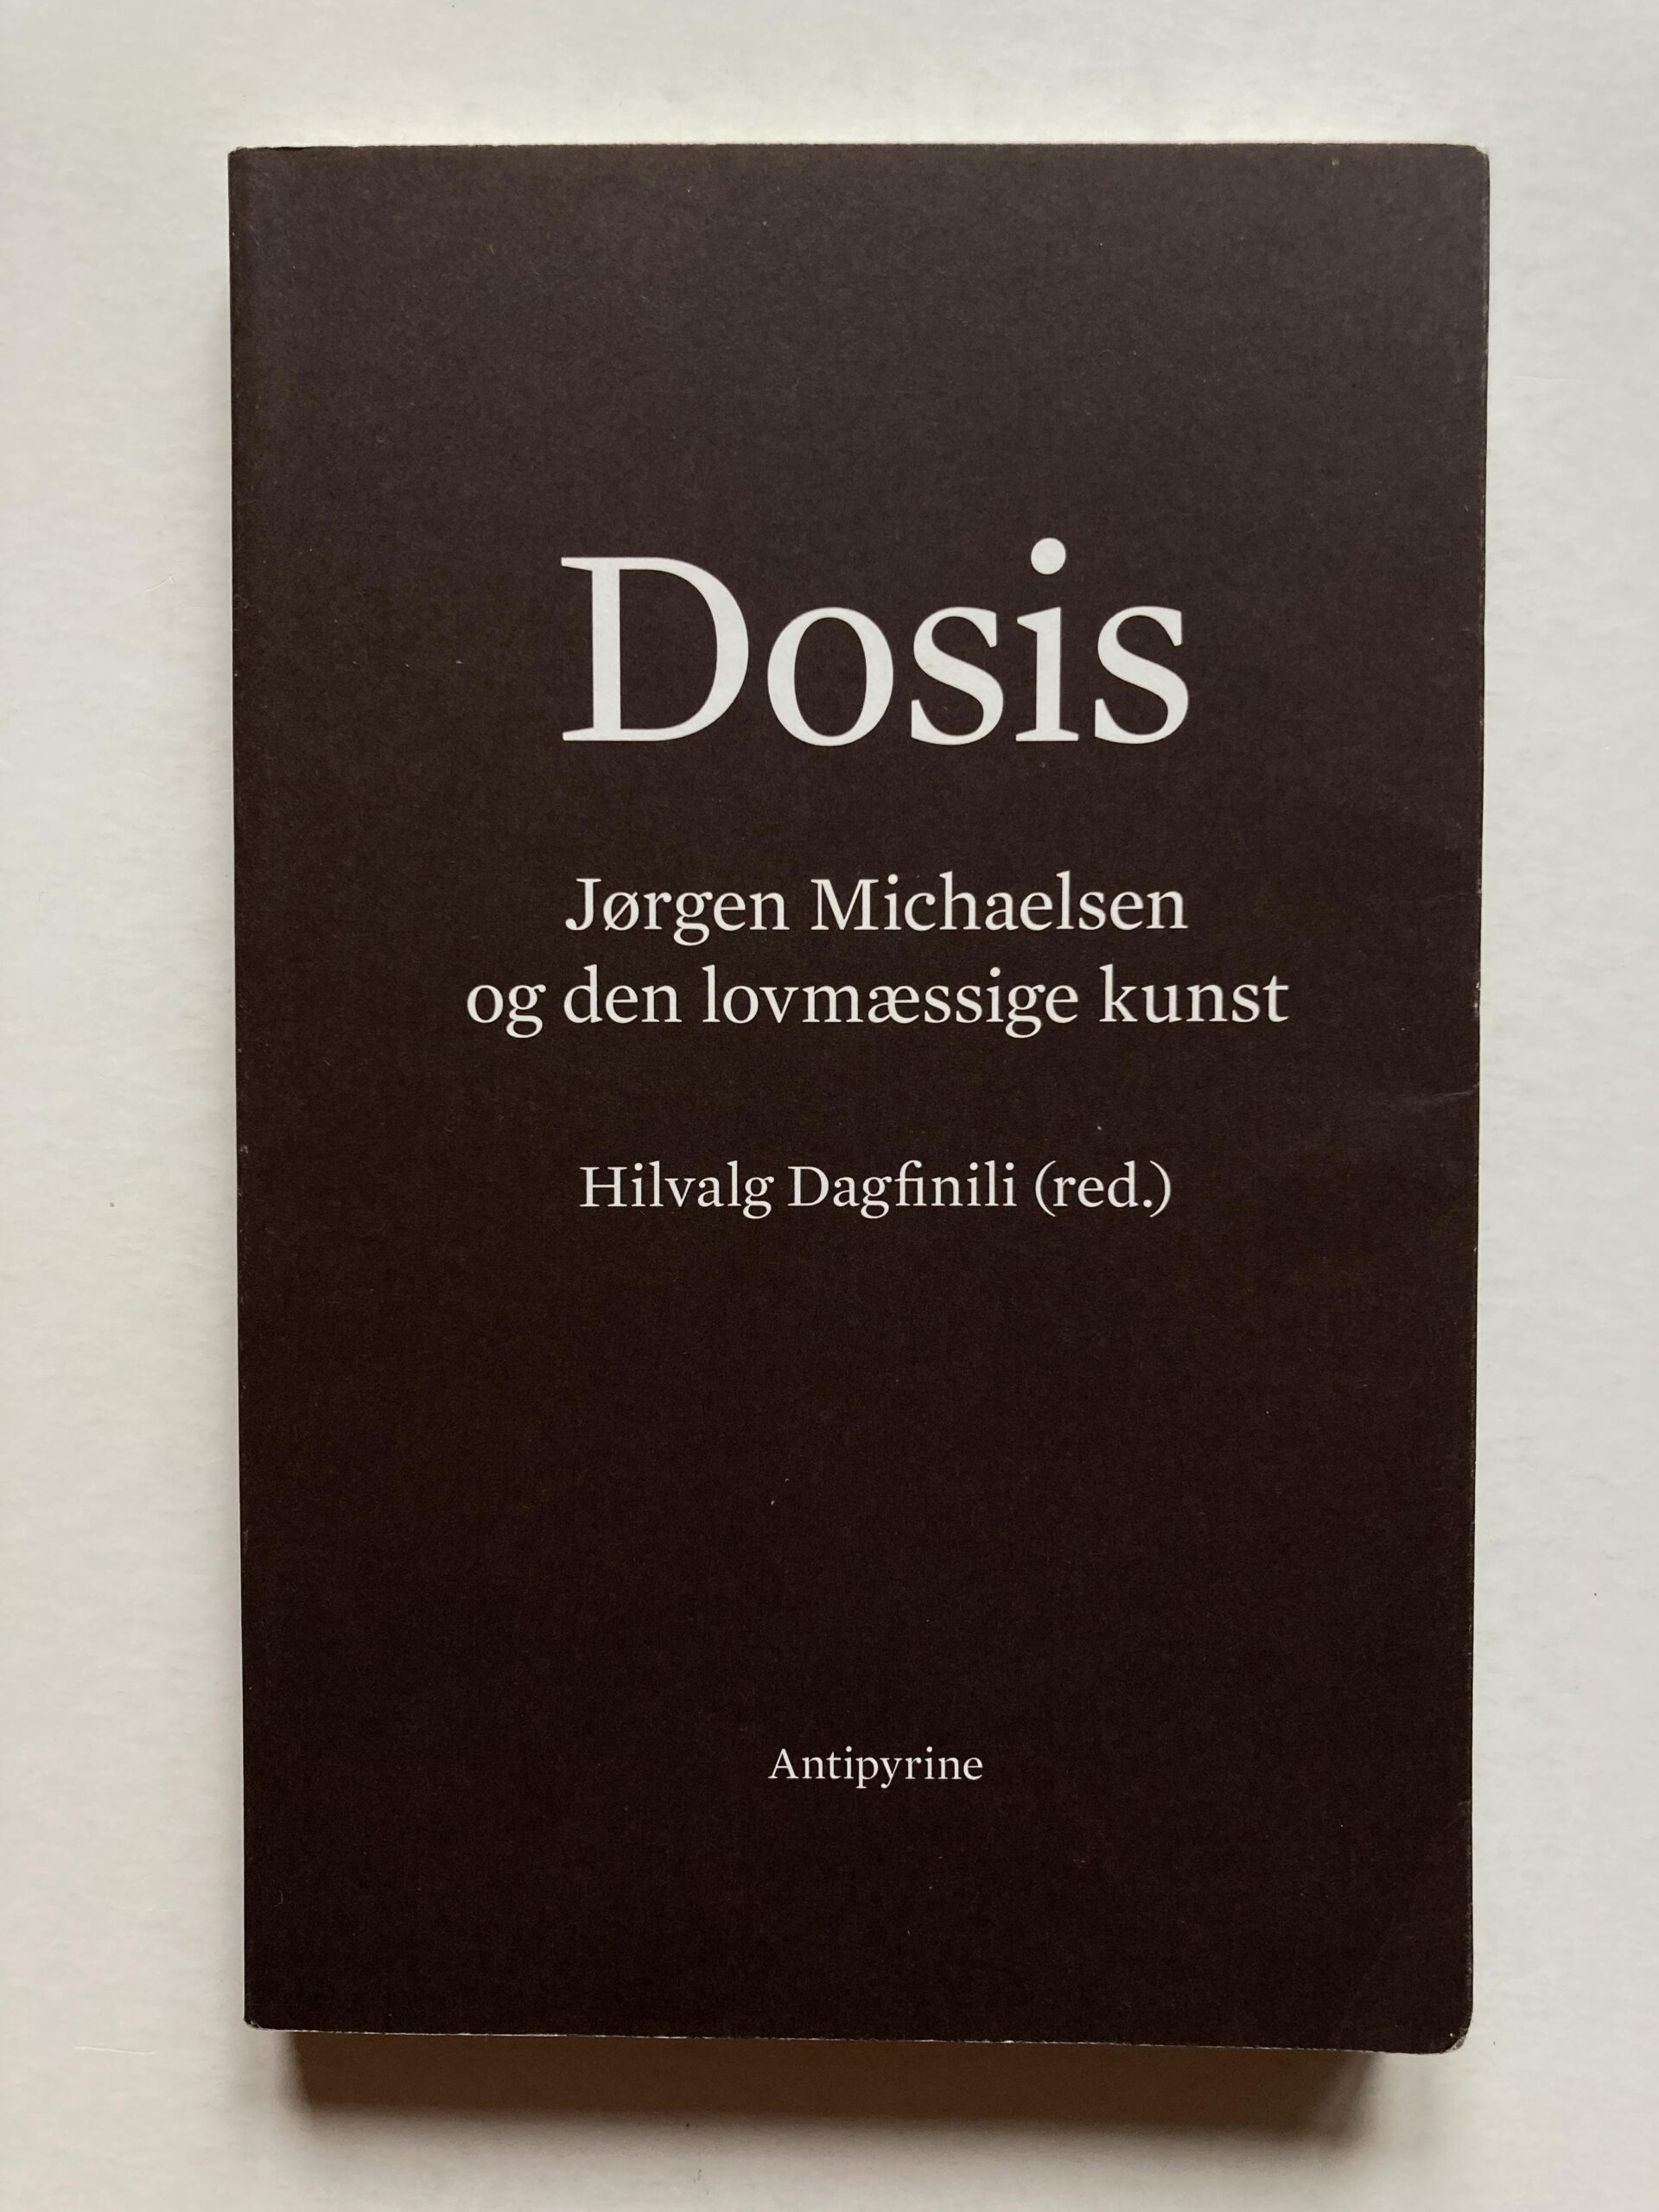 Dosis
Jørgen Michaelsen
og den lovmæssige kunst
Hilvalg Dagfinili (red.)
Antipyrine